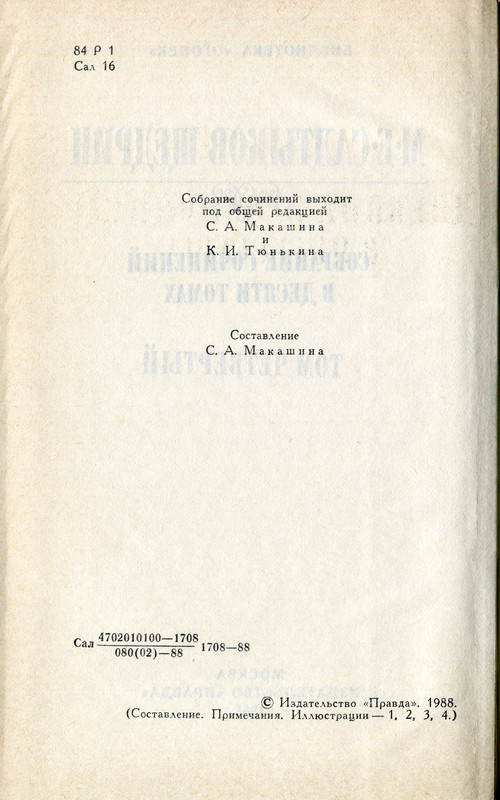 84 Р 1
Сал 16
Собрание сочинений выходит
под общей редакцией
С. А. Макашина
и
К. И. Тюнькина
Составление
С. А. Макашина
Сал 4702010100—1708
080(02)—88 1708—88
© Издательство «Правда». 1988.
(Составление. Примечания. Иллюстрации — 1, 2, 3, 4.)